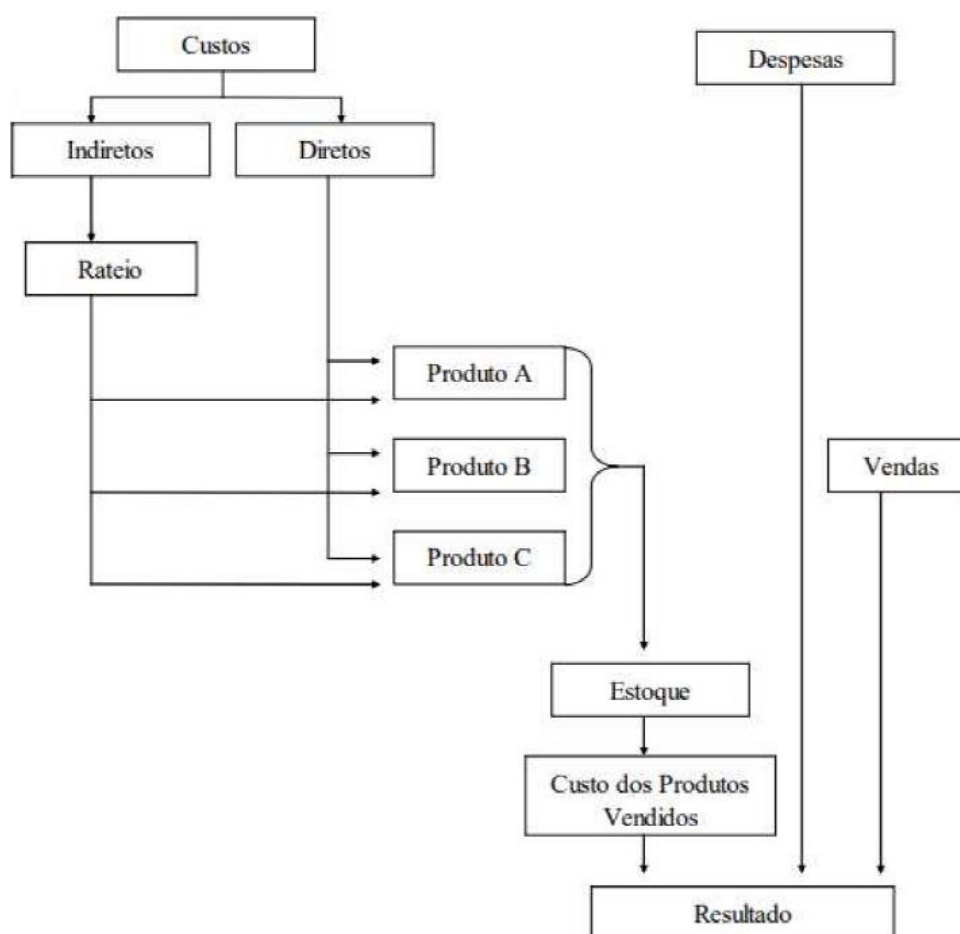 Custos
Despesas
Indiretos
Diretos
Rateio
Produto A
Produto B
Vendas
Produto C
Estoque
Custo dos Produtos
Vendidos
Resultado